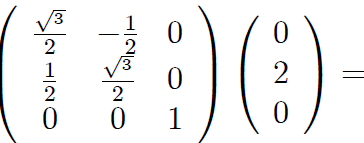 ( √3/2 -1/2 0 ) ( 0 )
( 1/2 √3/2 0 ) ( 2 ) =
( 0 0 1 ) ( 0 )